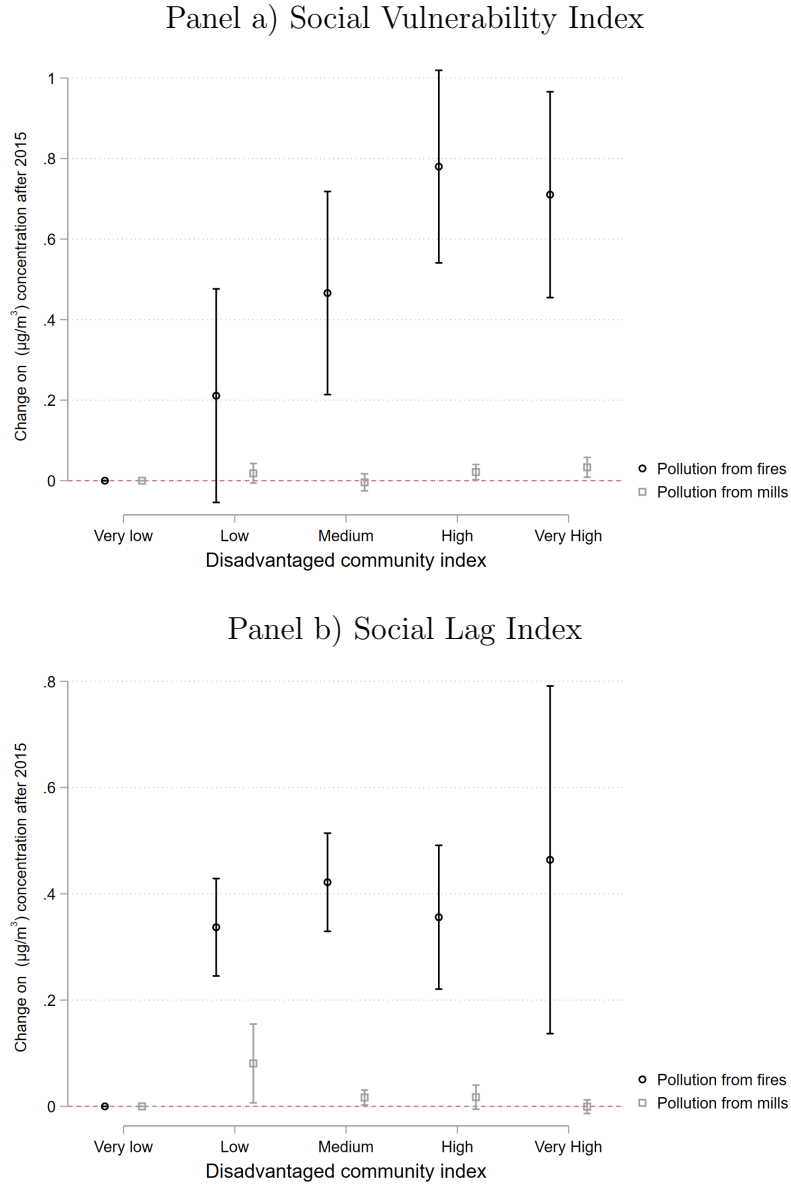 Panel a) Social Vulnerability Index
Change on (µg/m³) concentration after 2015
1
.8
.6
.4
.2
0
Very low Low Medium High Very High
Disadvantaged community index
Pollution from fires
Pollution from mills
Panel b) Social Lag Index
Change on (µg/m³) concentration after 2015
.8
.6
.4
.2
0
Very low Low Medium High Very High
Disadvantaged community index
Pollution from fires
Pollution from mills